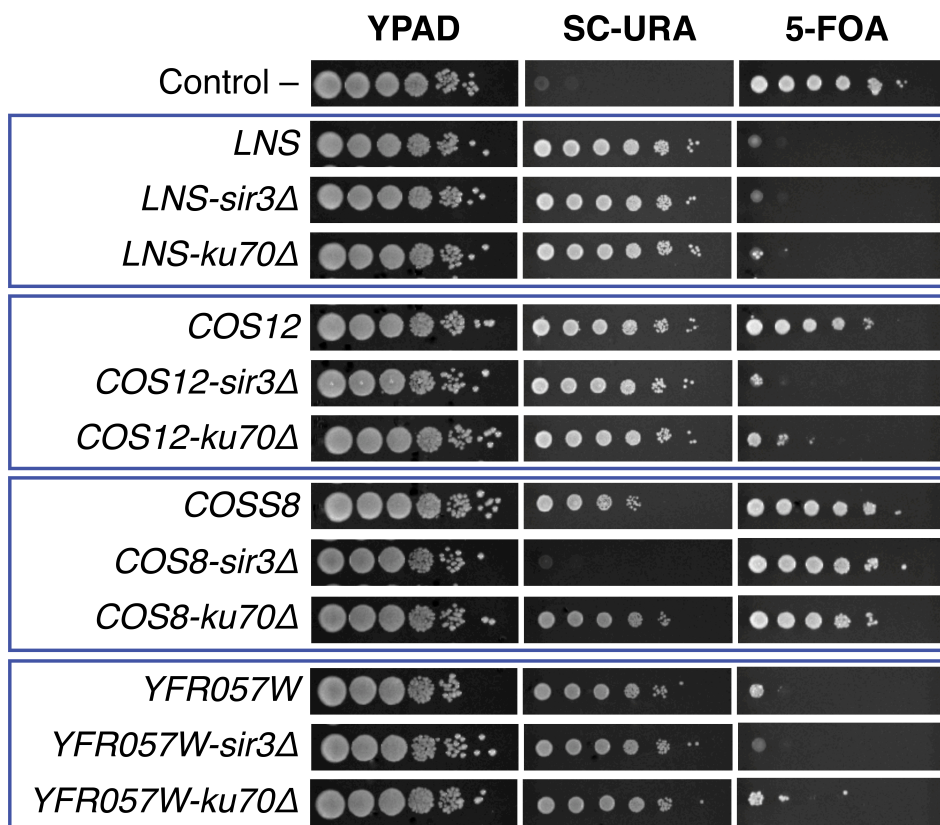 YPAD SC-URA 5-FOA
Control –
LNS
LNS-sir3Δ
LNS-ku70Δ
COS12
COS12-sir3Δ
COS12-ku70Δ
COSS8
COS8-sir3Δ
COS8-ku70Δ
YFR057W
YFR057W-sir3Δ
YFR057W-ku70Δ